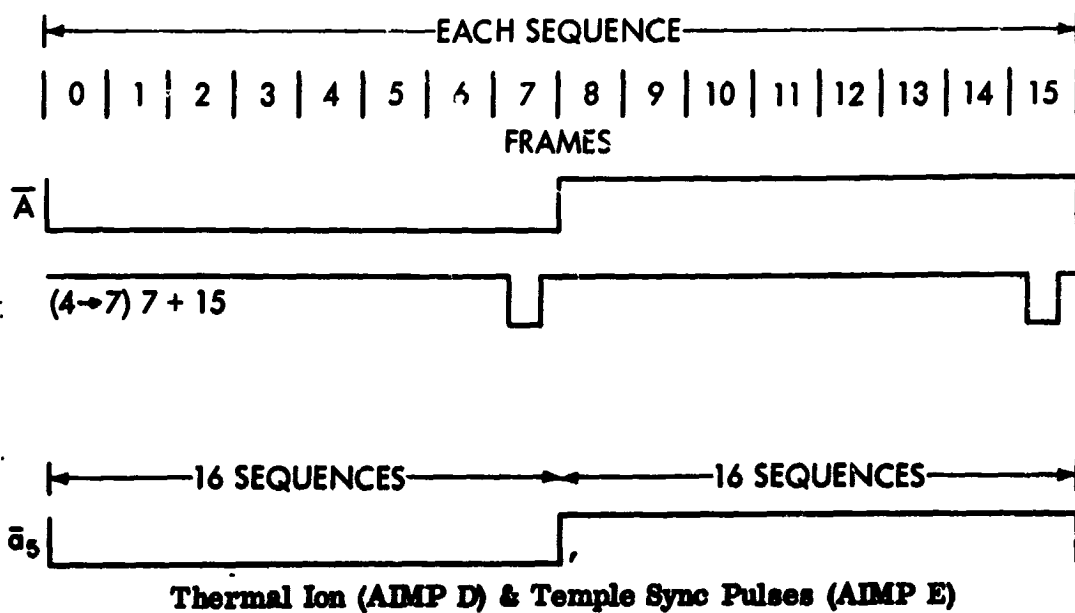 EACH SEQUENCE
0 1 2 3 4 5 6 7 8 9 10 11 12 13 14 15
FRAMES
A̅
(4→7) 7 + 15
16 SEQUENCES 16 SEQUENCES
a̅₅
Thermal Ion (AIMP D) & Temple Sync Pulses (AIMP E)